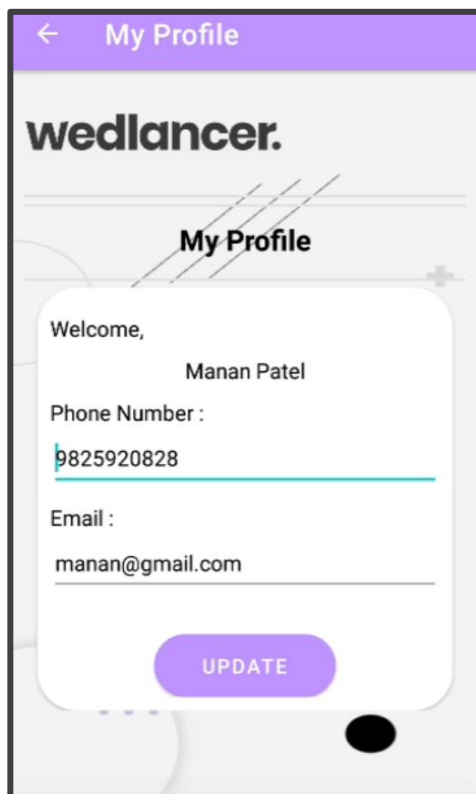 My Profile
wedlancer.
My Profile
Welcome,
Manan Patel
Phone Number :
9825920828
Email :
manan@gmail.com
UPDATE